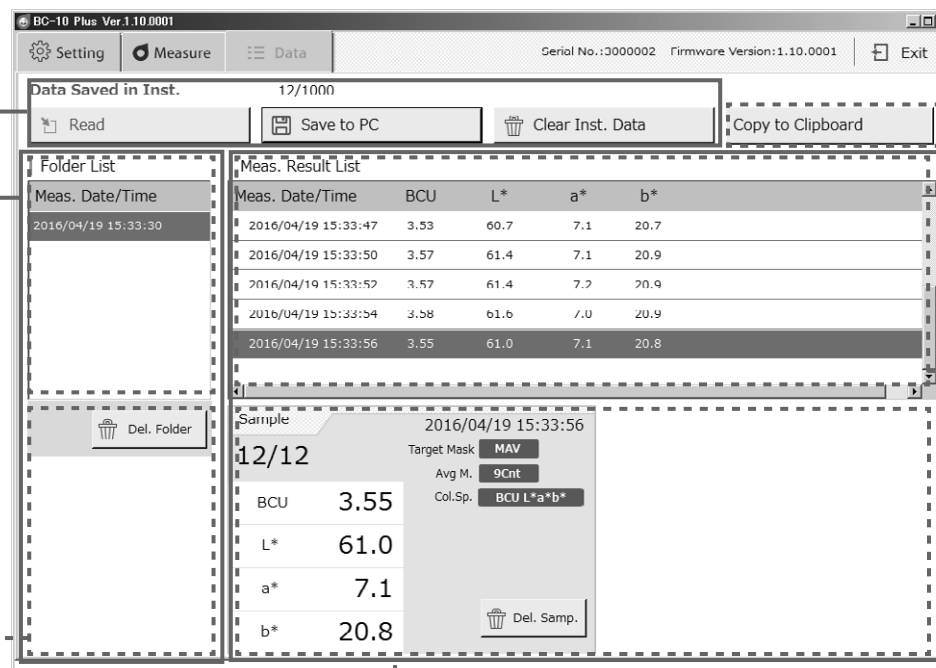 BC-10 Plus Ver.1.10.0001
Setting Measure Data Serial No.:3000002 Firmware Version:1.10.0001 Exit
Data Saved in Inst. 12/1000
Read Save to PC Clear Inst. Data Copy to Clipboard
Folder List Meas. Result List
Meas. Date/Time Meas. Date/Time BCU L* a* b*
2016/04/19 15:33:30 2016/04/19 15:33:47 3.53 60.7 7.1 20.7
2016/04/19 15:33:50 3.57 61.4 7.1 20.9
2016/04/19 15:33:52 3.57 61.4 7.2 20.9
2016/04/19 15:33:54 3.58 61.6 7.0 20.9
2016/04/19 15:33:56 3.55 61.0 7.1 20.8
Del. Folder
Sample 2016/04/19 15:33:56
12/12 Target Mask MAV
Avg M. 9Cnt
Col.Sp. BCU L*a*b*
BCU 3.55
L* 61.0
a* 7.1
b* 20.8
Del. Samp.